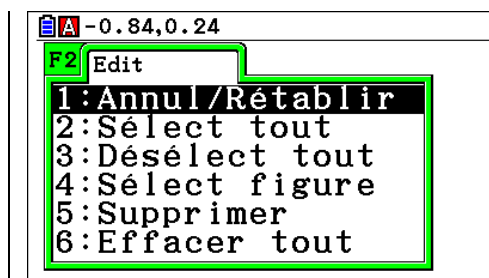 A -0.84,0.24
F2 Edit
1:Annul/Rétablir
2:Sélect tout
3:Désélect tout
4:Sélect figure
5:Supprimer
6:Effacer tout